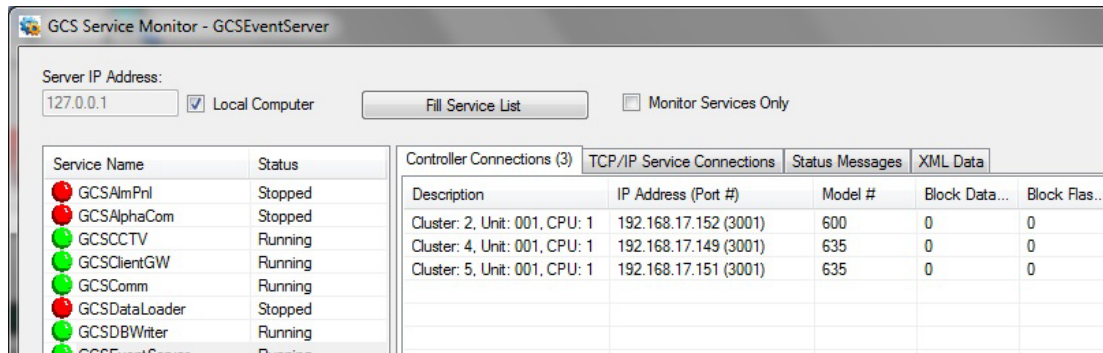 GCS Service Monitor - GCSEventServer
Server IP Address:
127.0.0.1 Local Computer Fill Service List Monitor Services Only
Service Name Status
GCSAlmPnl Stopped
GCSAlphaCom Stopped
GCSCCTV Running
GCSClientGW Running
GCSComm Running
GCSDataLoader Stopped
GCSDBWriter Running
GCSEventServer Running
Controller Connections (3) TCP/IP Service Connections Status Messages XML Data
Description IP Address (Port #) Model # Block Data... Block Flas...
Cluster: 2, Unit: 001, CPU: 1 192.168.17.152 (3001) 600 0 0
Cluster: 4, Unit: 001, CPU: 1 192.168.17.149 (3001) 635 0 0
Cluster: 5, Unit: 001, CPU: 1 192.168.17.151 (3001) 635 0 0